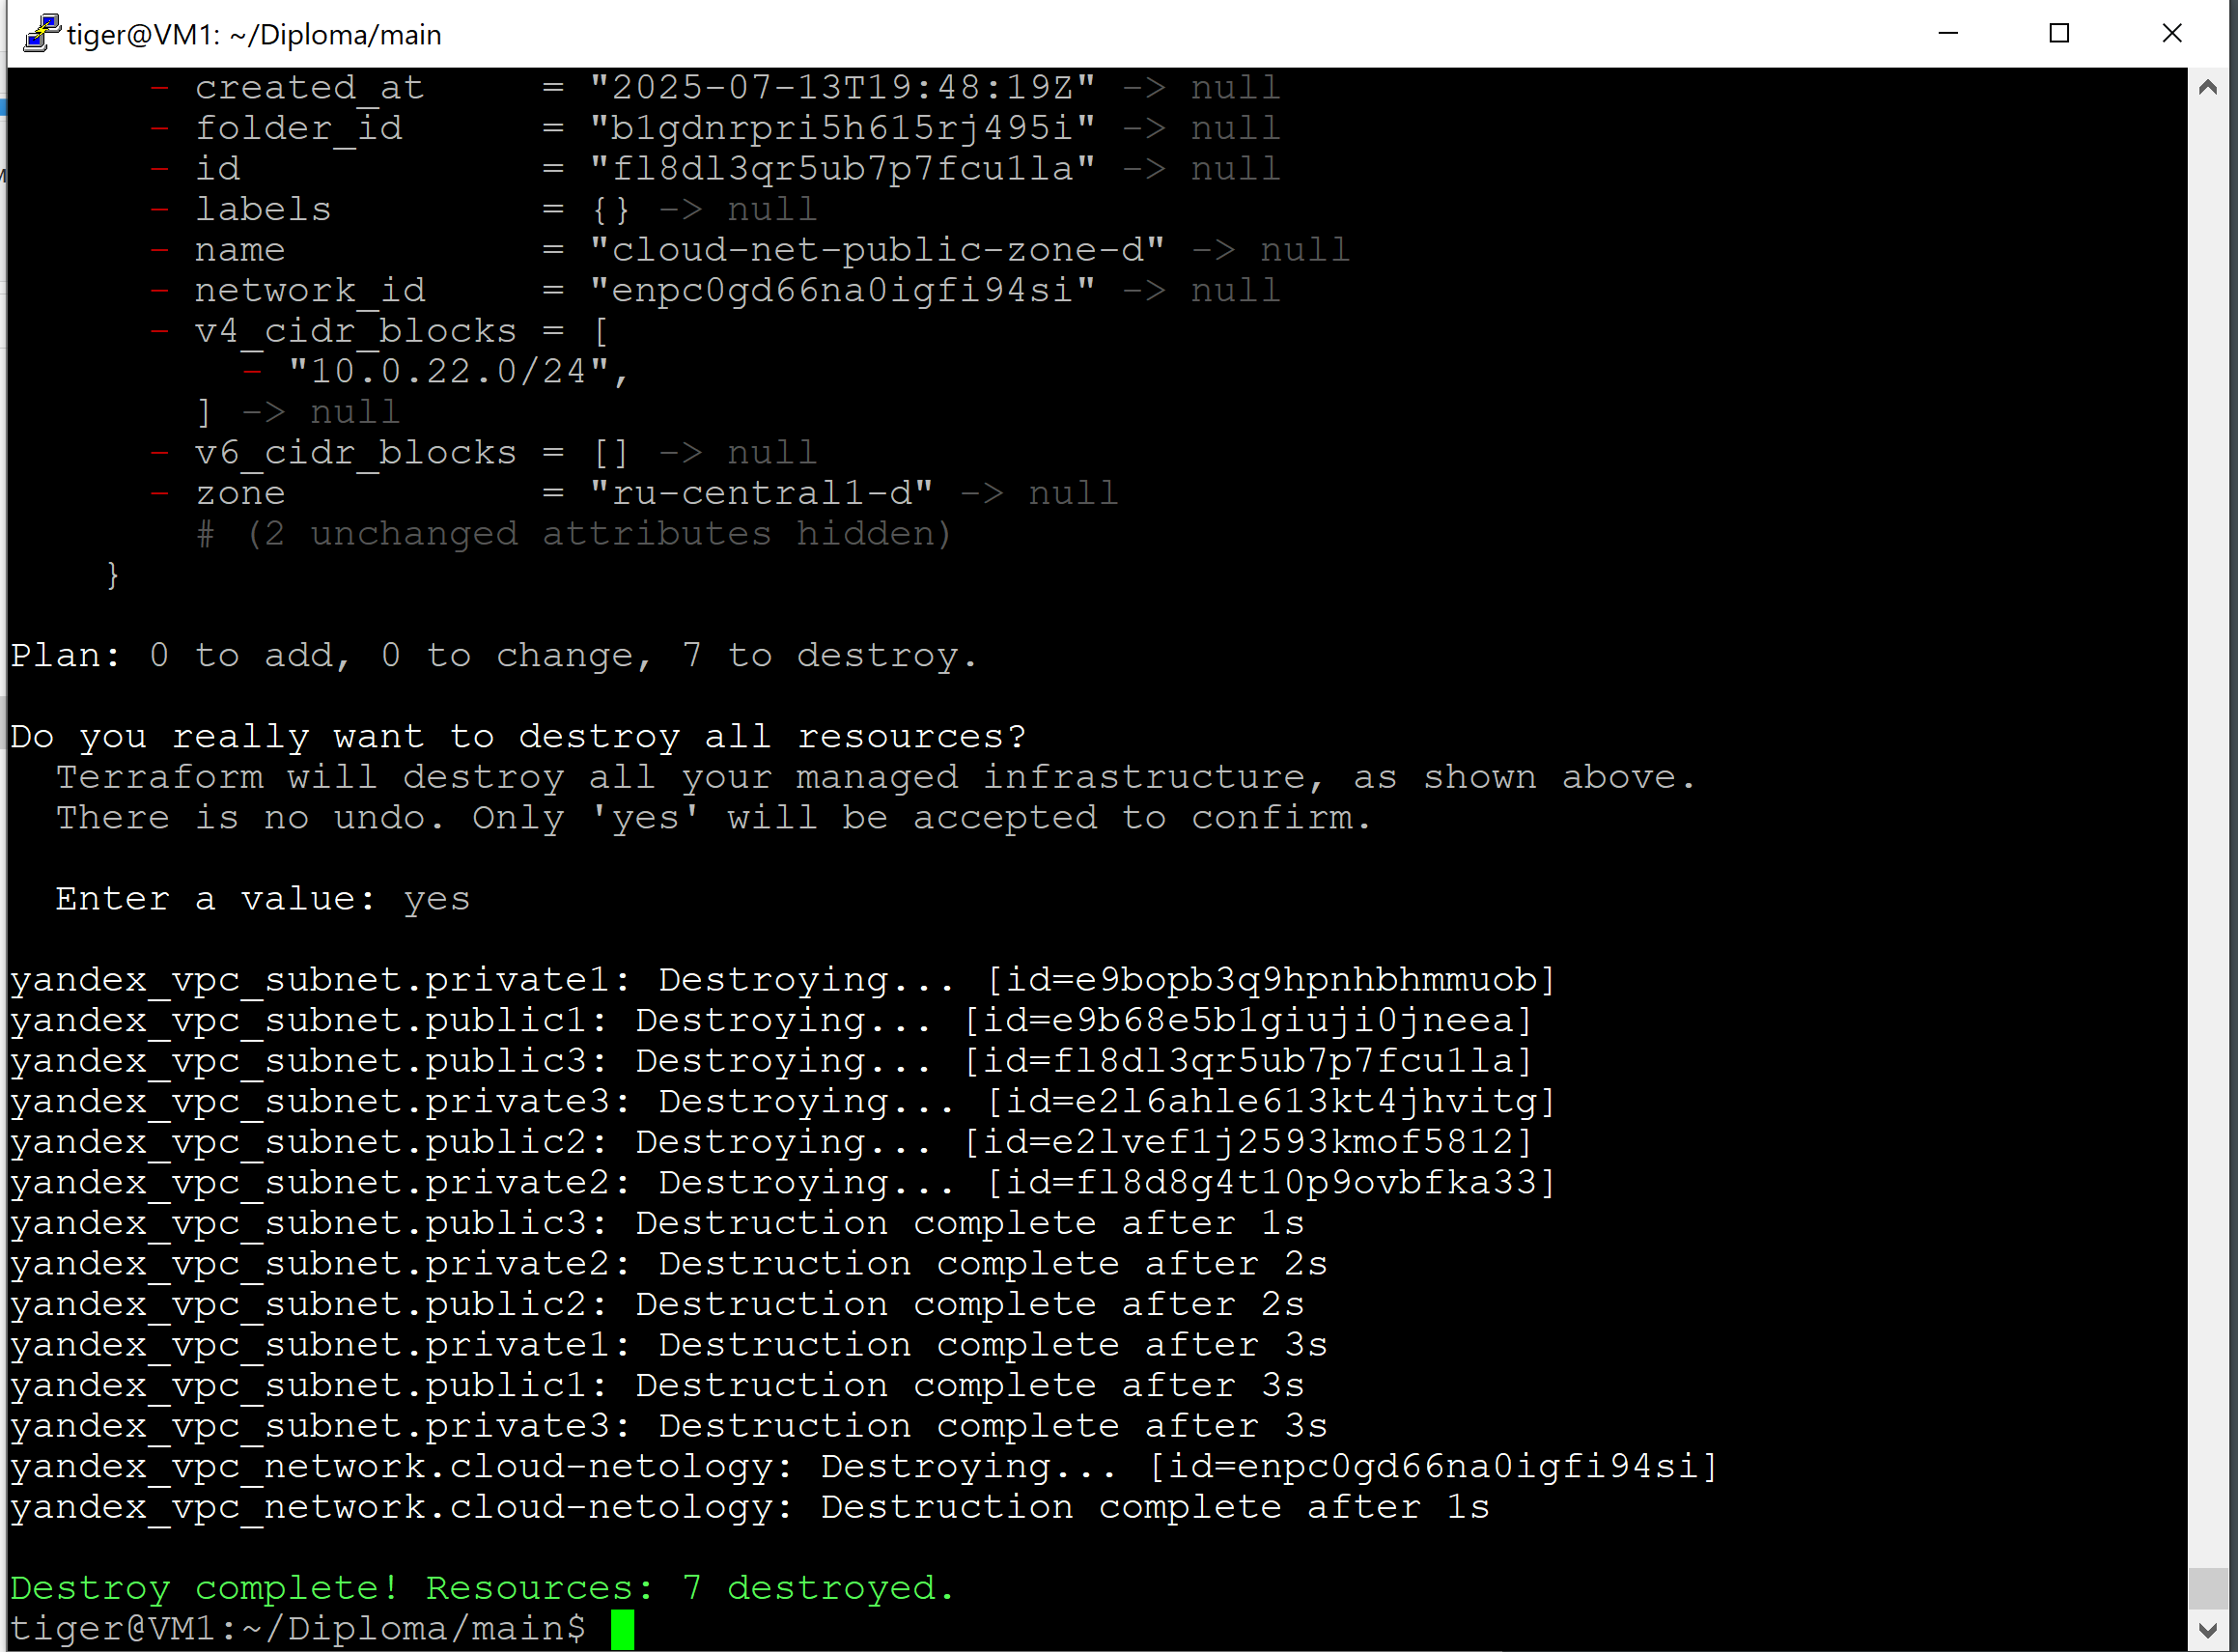 tiger@VM1: ~/Diploma/main
- created_at     = "2025-07-13T19:48:19Z" -> null
- folder_id      = "b1gdnrpri5h615rj495i" -> null
- id             = "fl8dl3qr5ub7p7fcu1la" -> null
- labels         = {} -> null
- name           = "cloud-net-public-zone-d" -> null
- network_id     = "enpc0gd66na0igfi94si" -> null
- v4_cidr_blocks = [
- "10.0.22.0/24",
] -> null
- v6_cidr_blocks = [] -> null
- zone           = "ru-central1-d" -> null
# (2 unchanged attributes hidden)
}
Plan: 0 to add, 0 to change, 7 to destroy.
Do you really want to destroy all resources?
Terraform will destroy all your managed infrastructure, as shown above.
There is no undo. Only 'yes' will be accepted to confirm.
Enter a value: yes
yandex_vpc_subnet.private1: Destroying... [id=e9bopb3q9hpnhbhmmuob]
yandex_vpc_subnet.public1: Destroying... [id=e9b68e5b1giuji0jneea]
yandex_vpc_subnet.public3: Destroying... [id=fl8dl3qr5ub7p7fcu1la]
yandex_vpc_subnet.private3: Destroying... [id=e2l6ahle613kt4jhvitg]
yandex_vpc_subnet.public2: Destroying... [id=e2lvef1j2593kmof5812]
yandex_vpc_subnet.private2: Destroying... [id=fl8d8g4t10p9ovbfka33]
yandex_vpc_subnet.public3: Destruction complete after 1s
yandex_vpc_subnet.private2: Destruction complete after 2s
yandex_vpc_subnet.public2: Destruction complete after 2s
yandex_vpc_subnet.private1: Destruction complete after 3s
yandex_vpc_subnet.public1: Destruction complete after 3s
yandex_vpc_subnet.private3: Destruction complete after 3s
yandex_vpc_network.cloud-netology: Destroying... [id=enpc0gd66na0igfi94si]
yandex_vpc_network.cloud-netology: Destruction complete after 1s
Destroy complete! Resources: 7 destroyed.
tiger@VM1:~/Diploma/main$